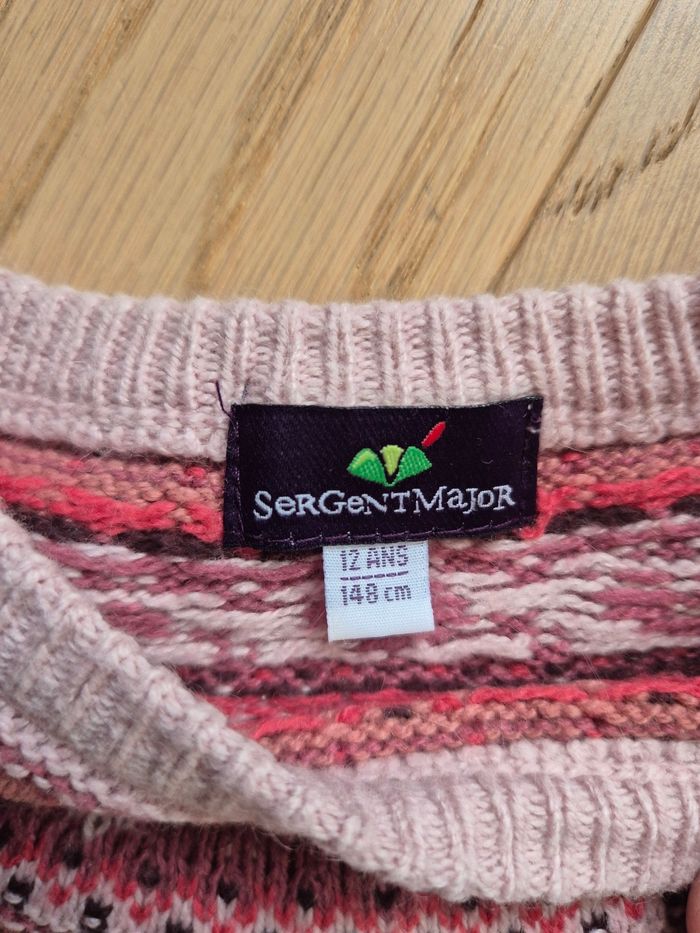 SeRGeNTMaJoR
12 ANS
148 cm